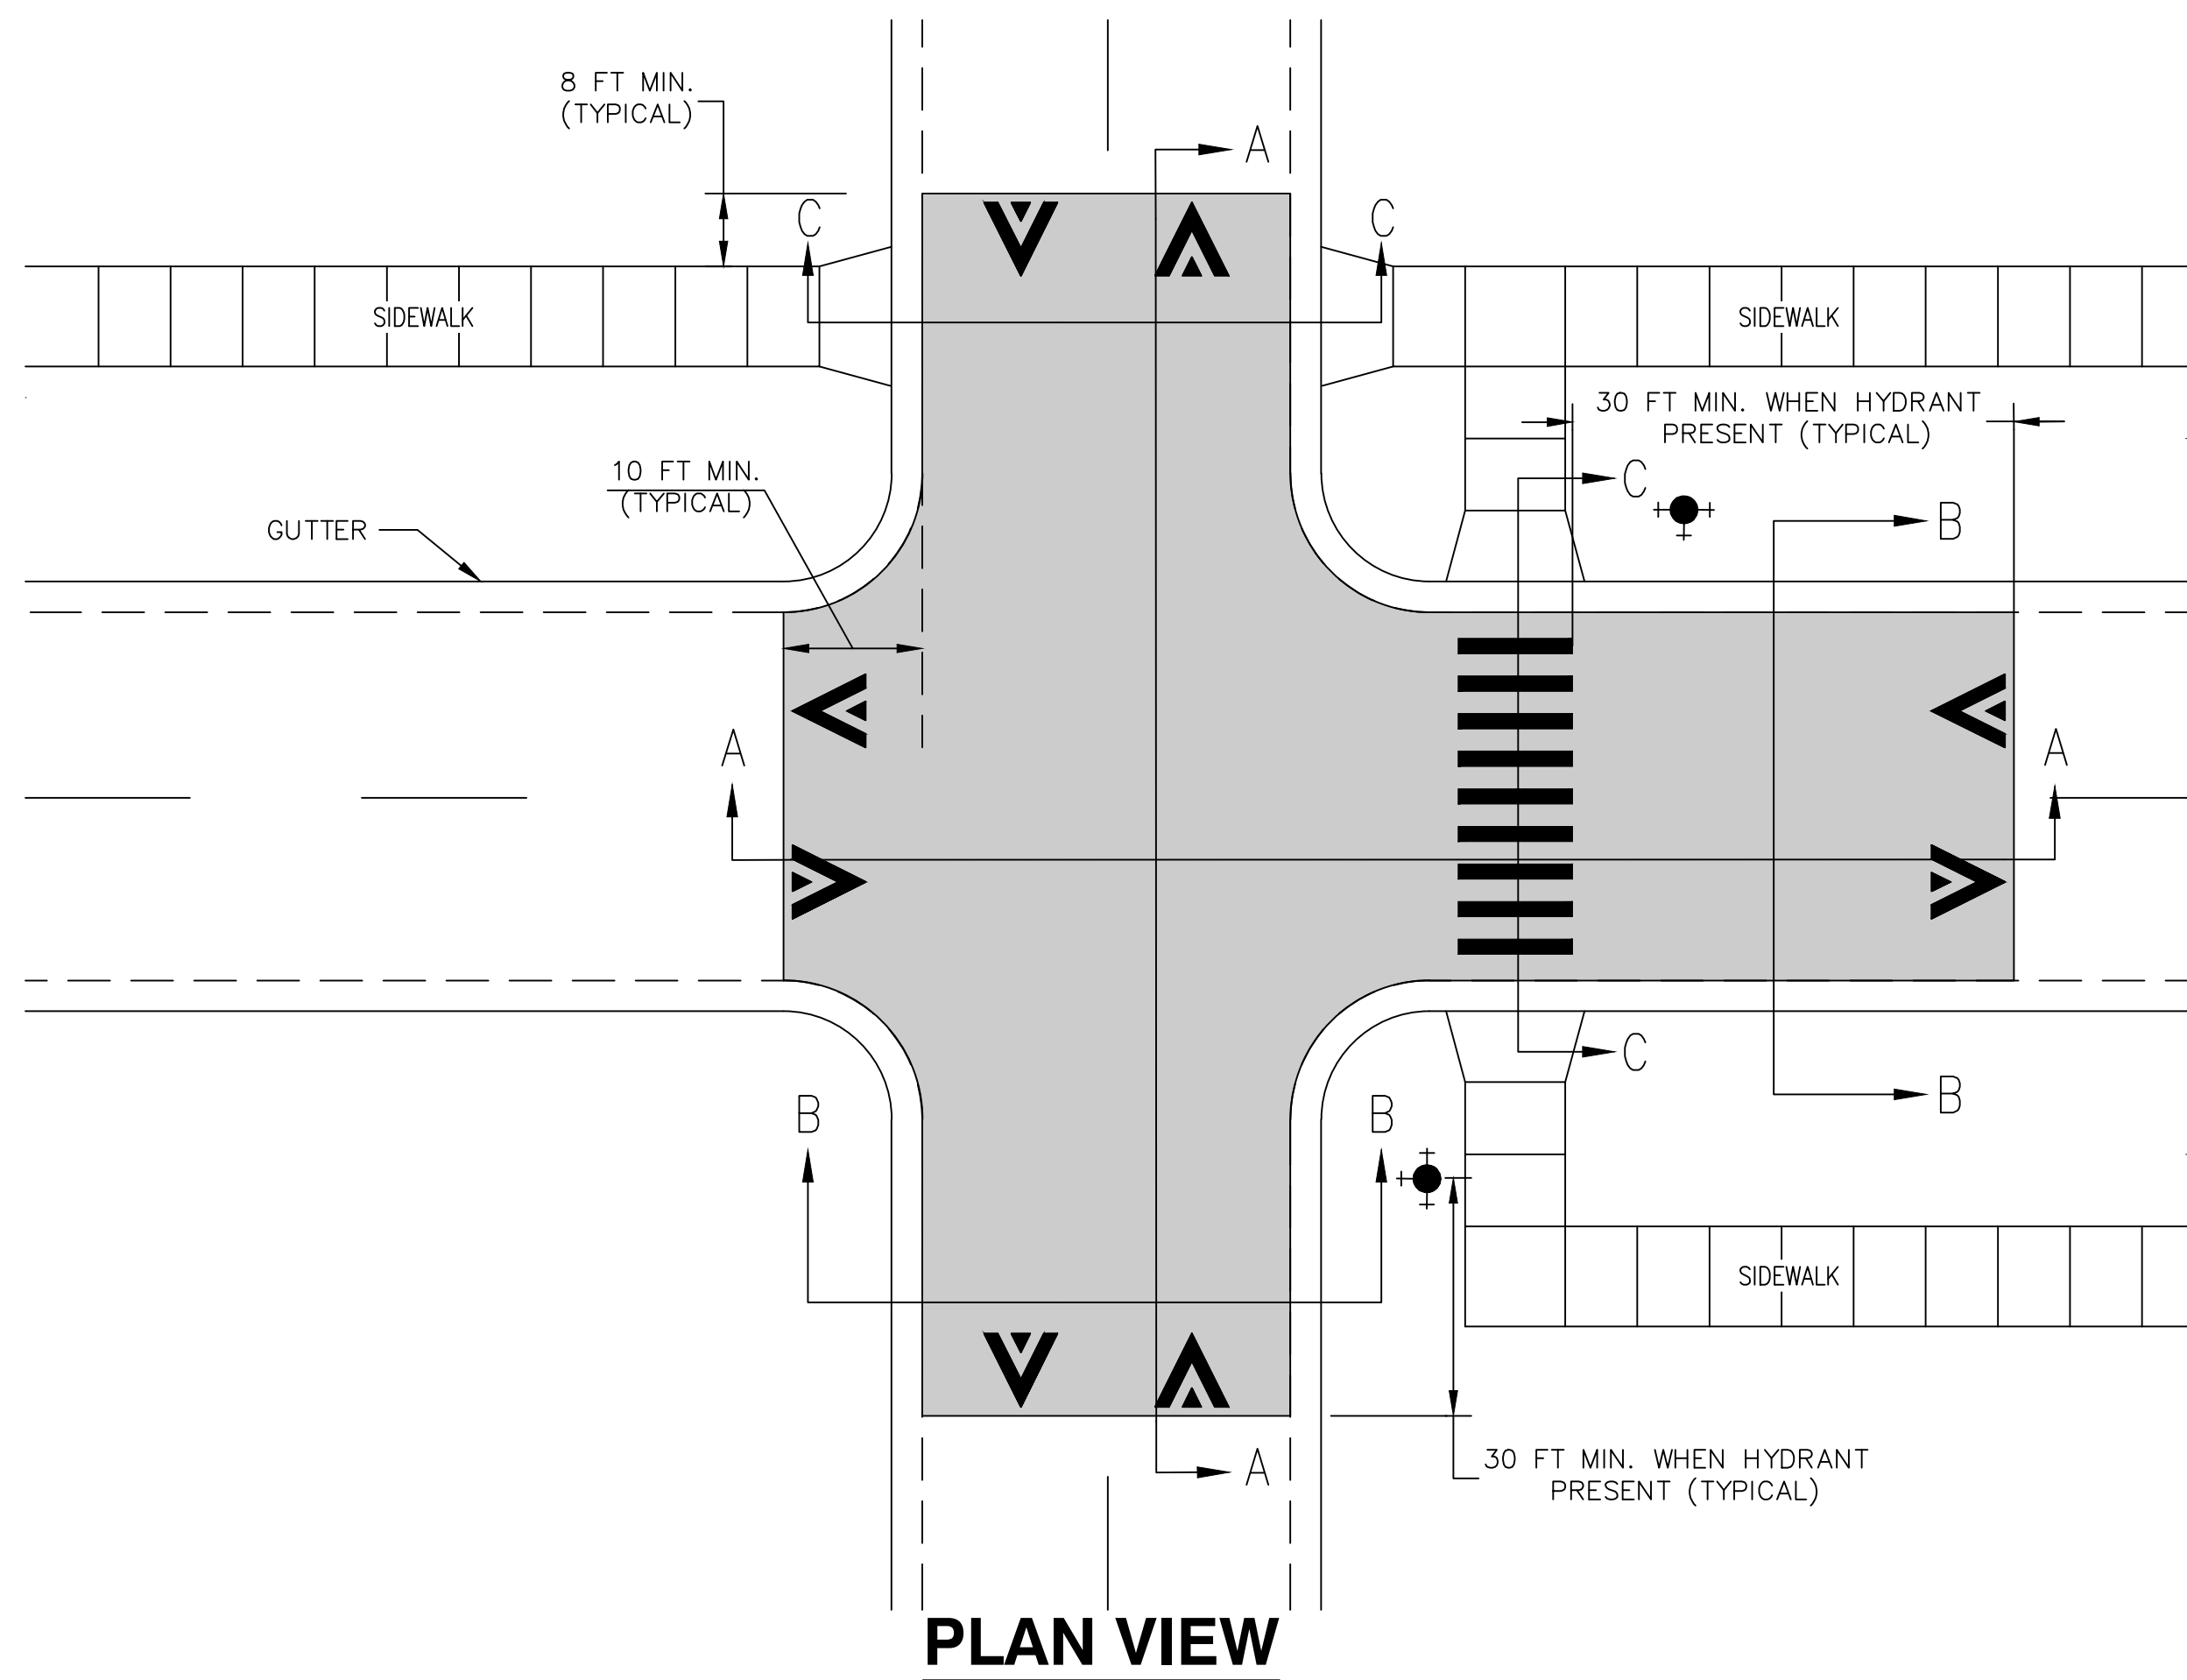 8 FT MIN.
(TYPICAL)
A
C
C
SIDEWALK
SIDEWALK
30 FT MIN. WHEN HYDRANT
PRESENT (TYPICAL)
10 FT MIN.
(TYPICAL)
C
GUTTER
B
A
A
C
B
B
B
SIDEWALK
A
30 FT MIN. WHEN HYDRANT
PRESENT (TYPICAL)
PLAN VIEW